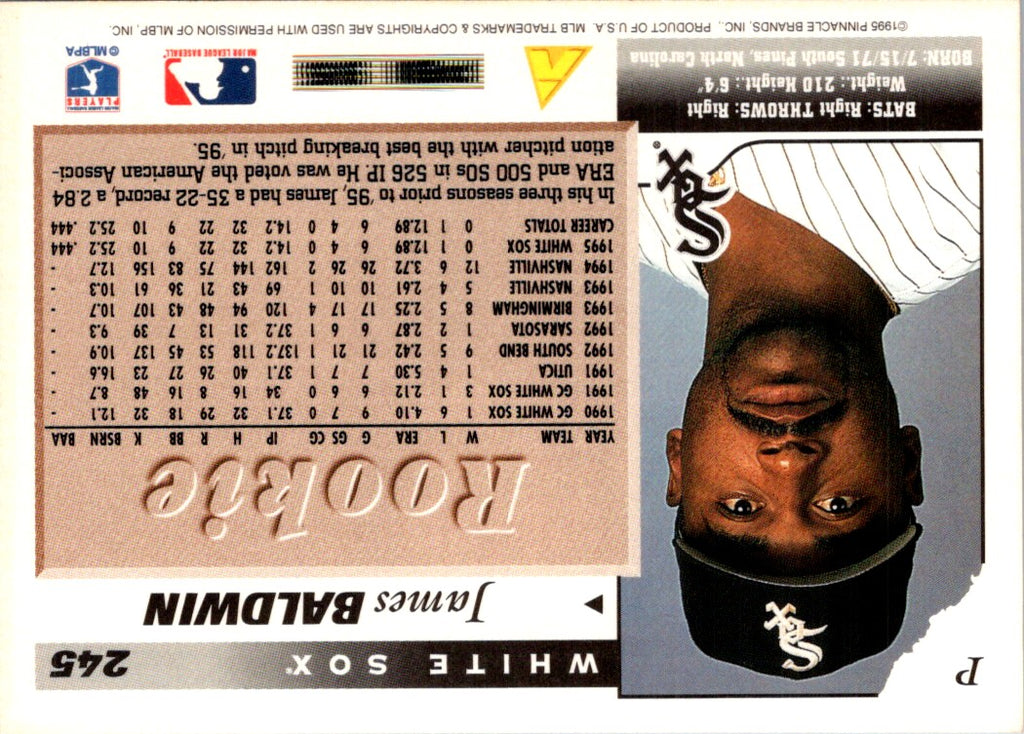 P
WHITE SOX® 245
James BALDWIN
Rookie
YEAR TEAM W L ERA G GS CG IP H R BB K BSRN BAA
1990 GC WHITE SOX 1 6 4.10 9 7 0 37.1 32 29 18 32 12.1 -
1991 GC WHITE SOX 3 1 2.12 6 6 0 34 16 8 16 48 8.7 -
1991 UTICA 1 4 5.30 7 7 1 37.1 40 26 27 23 16.6 -
1992 SOUTH BEND 9 5 2.42 21 21 1 137.2 118 53 45 137 10.9 -
1992 SARASOTA 1 2 2.87 6 6 1 37.2 31 13 7 39 9.3 -
1993 BIRMINGHAM 8 5 2.25 17 17 4 120 94 48 43 107 10.7 -
1993 NASHVILLE 5 4 2.61 10 10 1 69 43 21 36 61 10.3 -
1994 NASHVILLE 12 6 3.72 26 26 2 162 144 75 83 156 12.7 -
1995 WHITE SOX 0 1 12.89 6 4 0 14.2 32 22 9 10 25.2 .444
CAREER TOTALS 0 1 12.89 6 4 0 14.2 32 22 9 10 25.2 .444
In his three seasons prior to '95, James had a 35-22 record, a 2.84
ERA and 500 SOs in 526 IP. He was voted the American Associ-
ation pitcher with the best breaking pitch in '95.
SOX
SOX®
BATS: Right THROWS: Right
Weight.: 210 Height.: 6'4"
BORN: 7/15/71 South Pines, North Carolina
MAJOR LEAGUE BASEBALL®
MAJOR LEAGUE BASEBALL
PLAYERS
© MLBPA
©1995 PINNACLE BRANDS, INC., PRODUCT OF U.S.A. MLB TRADEMARKS & COPYRIGHTS ARE USED WITH PERMISSION OF MLBP, INC.